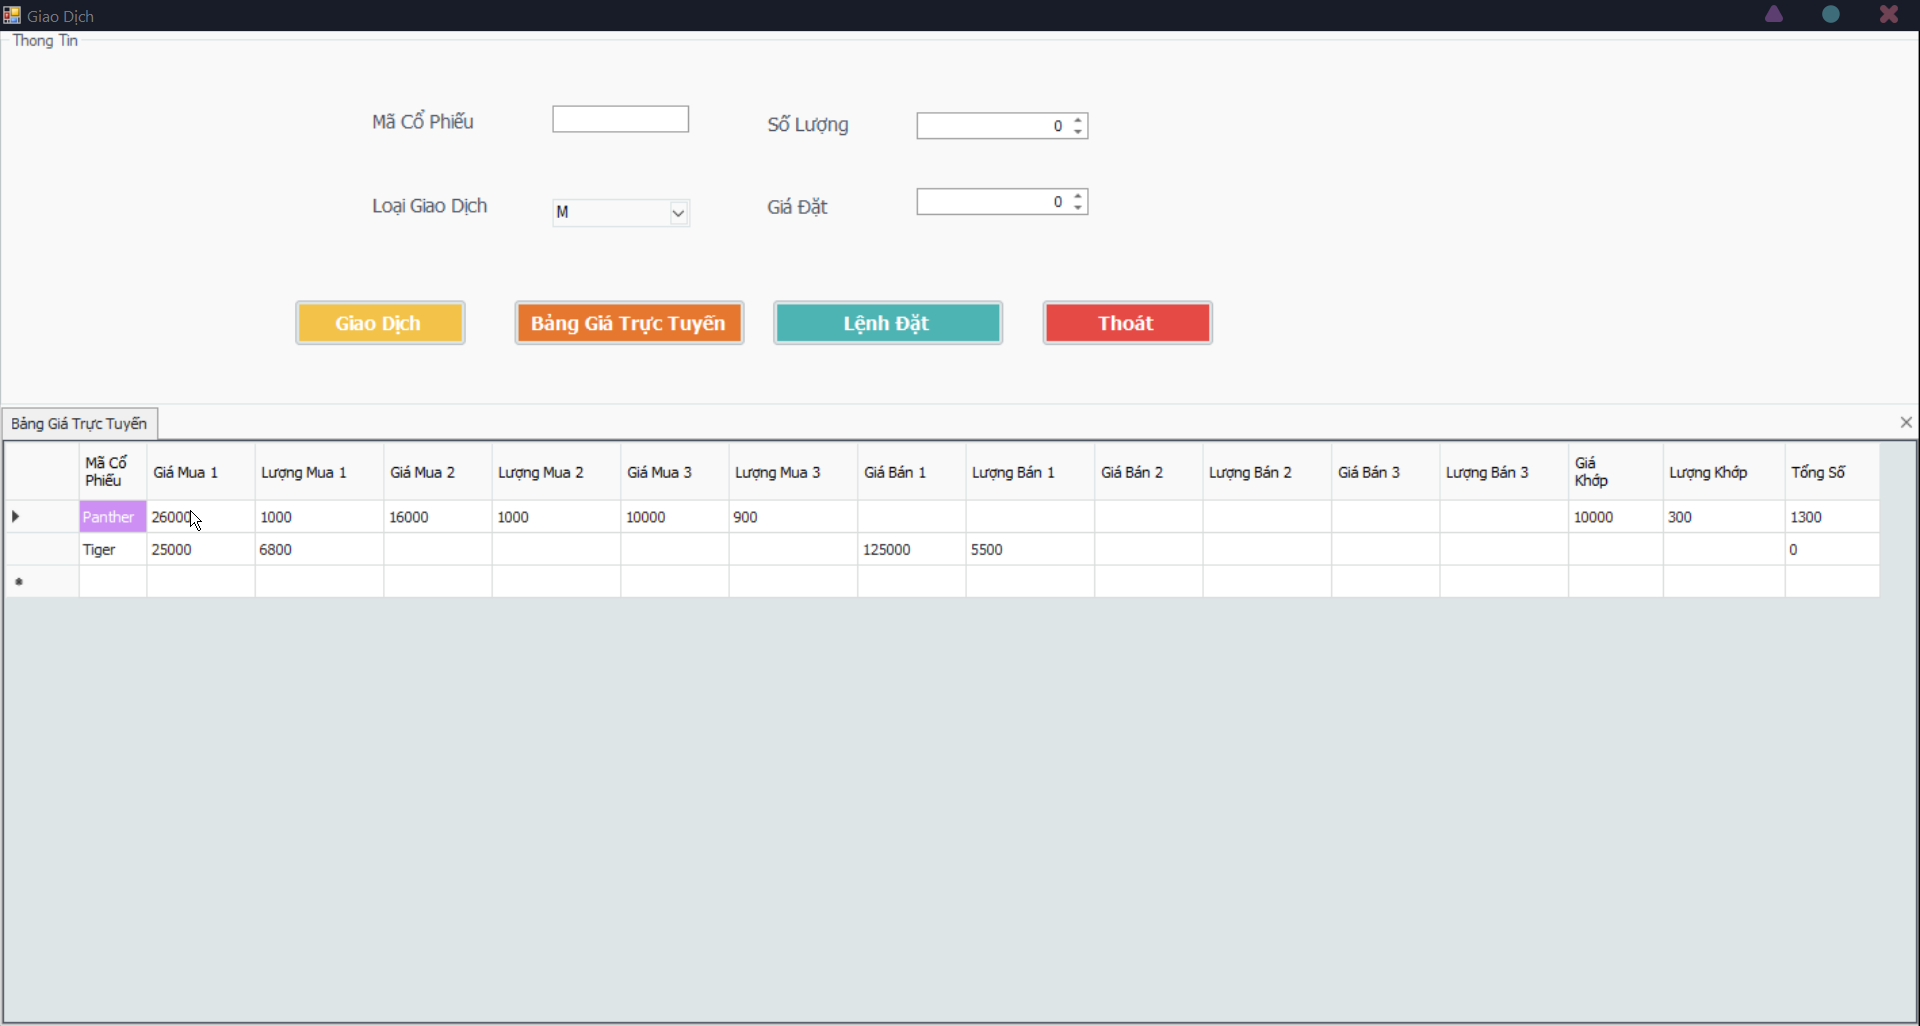 Giao Dịch
Thong Tin
Mã Cổ Phiếu
Số Lượng 0
Loại Giao Dịch M
Giá Đặt 0
Giao Dịch Bảng Giá Trực Tuyến Lệnh Đặt Thoát
Bảng Giá Trực Tuyến
Mã Cổ Phiếu Giá Mua 1 Lượng Mua 1 Giá Mua 2 Lượng Mua 2 Giá Mua 3 Lượng Mua 3 Giá Bán 1 Lượng Bán 1 Giá Bán 2 Lượng Bán 2 Giá Bán 3 Lượng Bán 3 Giá Khớp Lượng Khớp Tổng Số
Panther 26000 1000 16000 1000 10000 900 10000 300 1300
Tiger 25000 6800 125000 5500 0